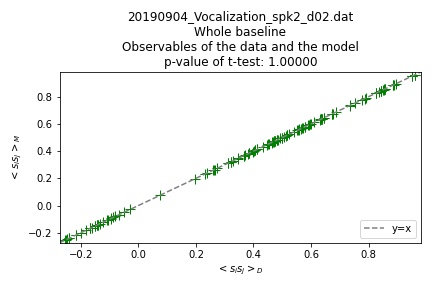 20190904_Vocalization_spk2_d02.dat
Whole baseline
Observables of the data and the model
p-value of t-test: 1.00000
< s_i s_j >_M
0.8
0.6
0.4
0.2
0.0
−0.2
−0.2 0.0 0.2 0.4 0.6 0.8
< s_i s_j >_D
y=x